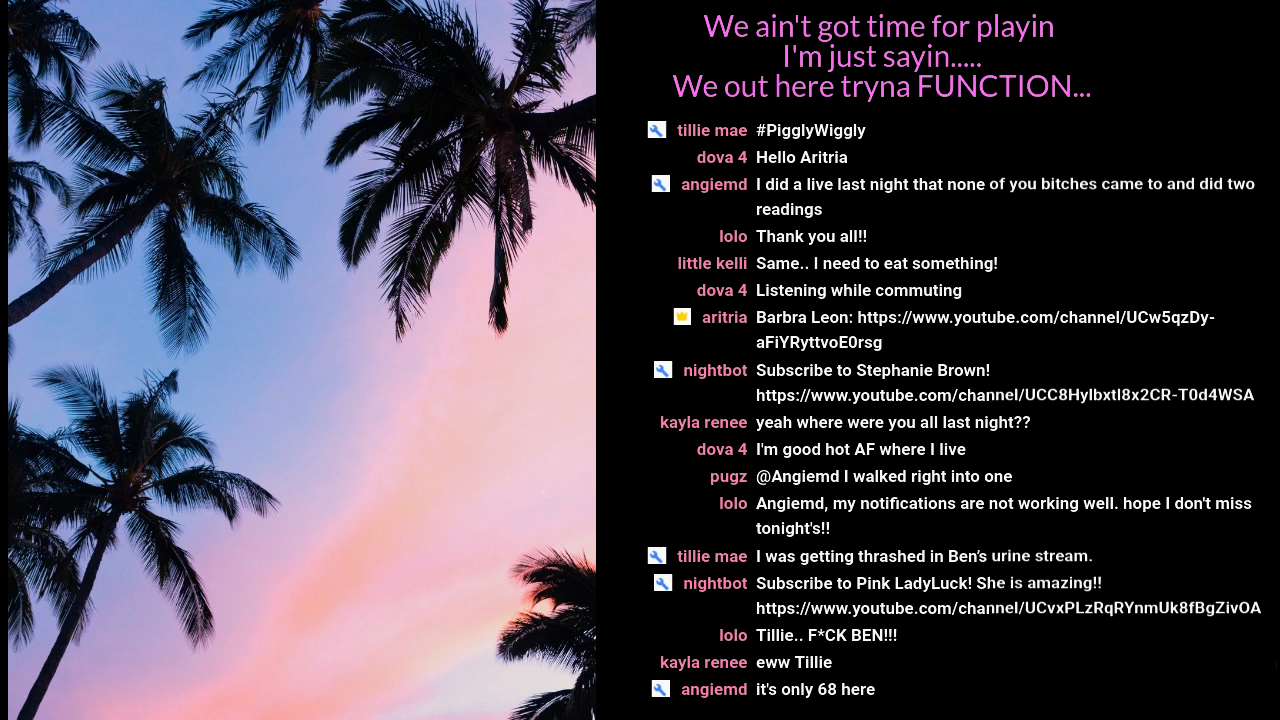 We ain't got time for playin
I'm just sayin.....
We out here tryna FUNCTION...
tillie mae #PigglyWiggly
dova 4 Hello Aritria
angiemd I did a live last night that none of you bitches came to and did two
readings
lolo Thank you all!!
little kelli Same.. I need to eat something!
dova 4 Listening while commuting
aritria Barbra Leon: https://www.youtube.com/channel/UCw5qzDy-
aFiYRyttvoE0rsg
nightbot Subscribe to Stephanie Brown!
https://www.youtube.com/channel/UCC8Hylbxtl8x2CR-T0d4WSA
kayla renee yeah where were you all last night??
dova 4 I'm good hot AF where I live
pugz @Angiemd I walked right into one
lolo Angiemd, my notifications are not working well. hope I don't miss
tonight's!!
tillie mae I was getting thrashed in Ben’s urine stream.
nightbot Subscribe to Pink LadyLuck! She is amazing!!
https://www.youtube.com/channel/UCvxPLzRqRYnmUk8fBgZivOA
lolo Tillie.. F*CK BEN!!!
kayla renee eww Tillie
angiemd it's only 68 here